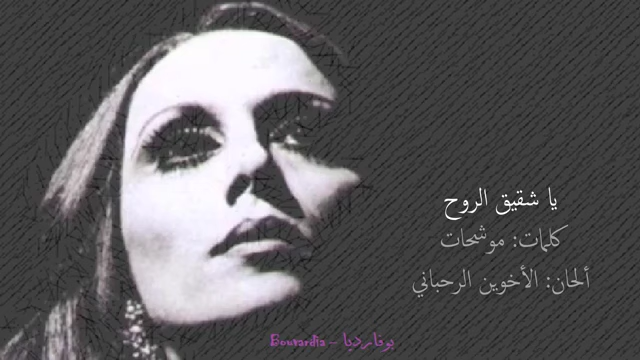 يا شقيق الروح
كلمات: موشحات
ألحان: الأخوين الرحباني
بوفارديا - Bouvardia